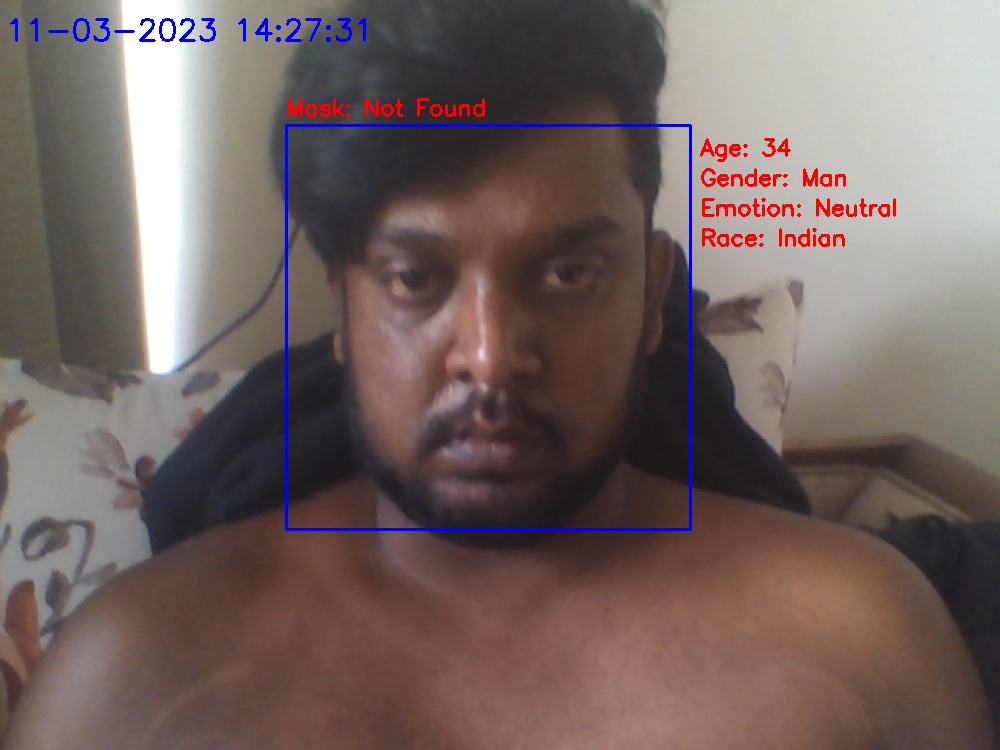 11-03-2023 14:27:31
Mask: Not Found
Age: 34
Gender: Man
Emotion: Neutral
Race: Indian